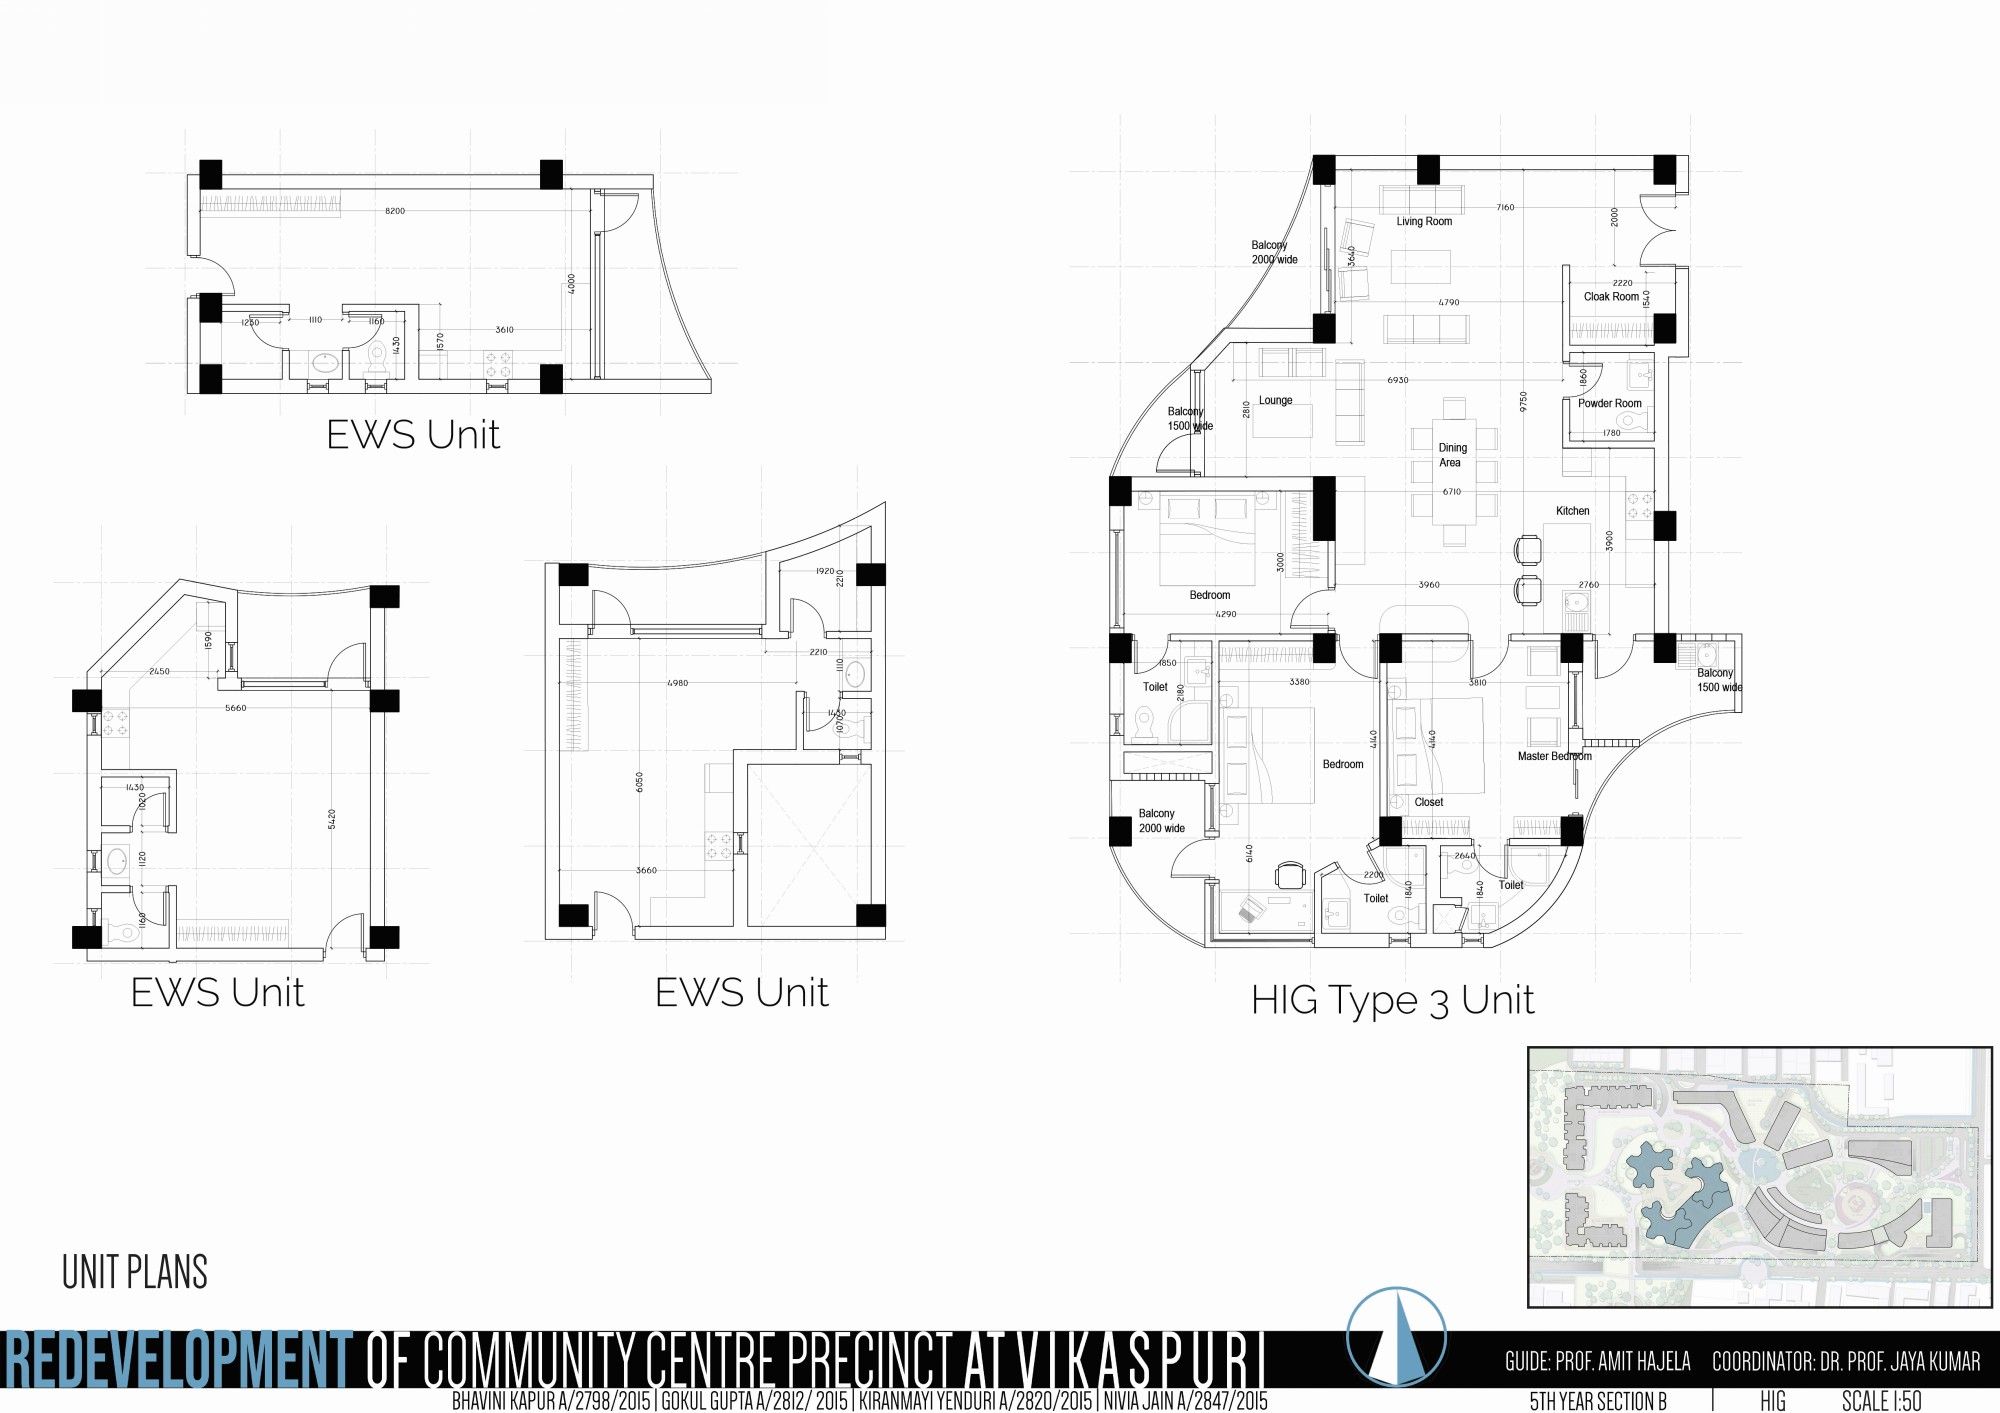 8200
4000
1230
1110
1160
1430
1570
3610
EWS Unit
1590
2450
5660
1430
1020
1120
1160
5420
EWS Unit
1920
2210
2210
1110
4980
1430
1070
6050
3660
EWS Unit
7160
2000
Living Room
Balcony
2000 wide
3640
2220
Cloak Room
1540
4790
6930
1860
Lounge
2810
9750
Powder Room
Balcony
1500 wide
1780
Dining
Area
6710
Kitchen
3000
3900
3960
2760
Bedroom
4290
1850
Toilet
2180
3380
3810
Balcony
1500 wide
4140
4140
Master Bedroom
Bedroom
Closet
Balcony
2000 wide
6140
2640
2200
1840
1840
Toilet
Toilet
HIG Type 3 Unit
UNIT PLANS
REDEVELOPMENT OF COMMUNITY CENTRE PRECINCT AT VIKASPURI
GUIDE: PROF. AMIT HAJELA COORDINATOR: DR. PROF. JAYA KUMAR
BHAVINI KAPUR A/2798/2015 | GOKUL GUPTA A/2812/ 2015 | KIRANMAYI YENDURI A/2820/2015 | NIVIA JAIN A/2847/2015
5TH YEAR SECTION B | HIG SCALE 1:50